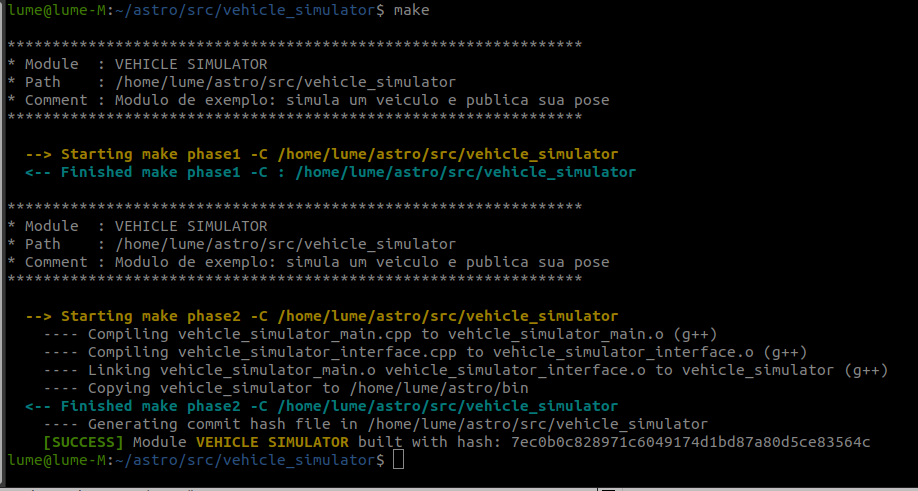 lume@lume-M:~/astro/src/vehicle_simulator$ make
****************************************************************
* Module  : VEHICLE SIMULATOR
* Path    : /home/lume/astro/src/vehicle_simulator
* Comment : Modulo de exemplo: simula um veiculo e publica sua pose
****************************************************************
--> Starting make phase1 -C /home/lume/astro/src/vehicle_simulator
<-- Finished make phase1 -C : /home/lume/astro/src/vehicle_simulator
****************************************************************
* Module  : VEHICLE SIMULATOR
* Path    : /home/lume/astro/src/vehicle_simulator
* Comment : Modulo de exemplo: simula um veiculo e publica sua pose
****************************************************************
--> Starting make phase2 -C /home/lume/astro/src/vehicle_simulator
---- Compiling vehicle_simulator_main.cpp to vehicle_simulator_main.o (g++)
---- Compiling vehicle_simulator_interface.cpp to vehicle_simulator_interface.o (g++)
---- Linking vehicle_simulator_main.o vehicle_simulator_interface.o to vehicle_simulator (g++)
---- Copying vehicle_simulator to /home/lume/astro/bin
<-- Finished make phase2 -C /home/lume/astro/src/vehicle_simulator
---- Generating commit hash file in /home/lume/astro/src/vehicle_simulator
[SUCCESS] Module VEHICLE SIMULATOR built with hash: 7ec0b0c828971c6049174d1bd87a80d5ce83564c
lume@lume-M:~/astro/src/vehicle_simulator$